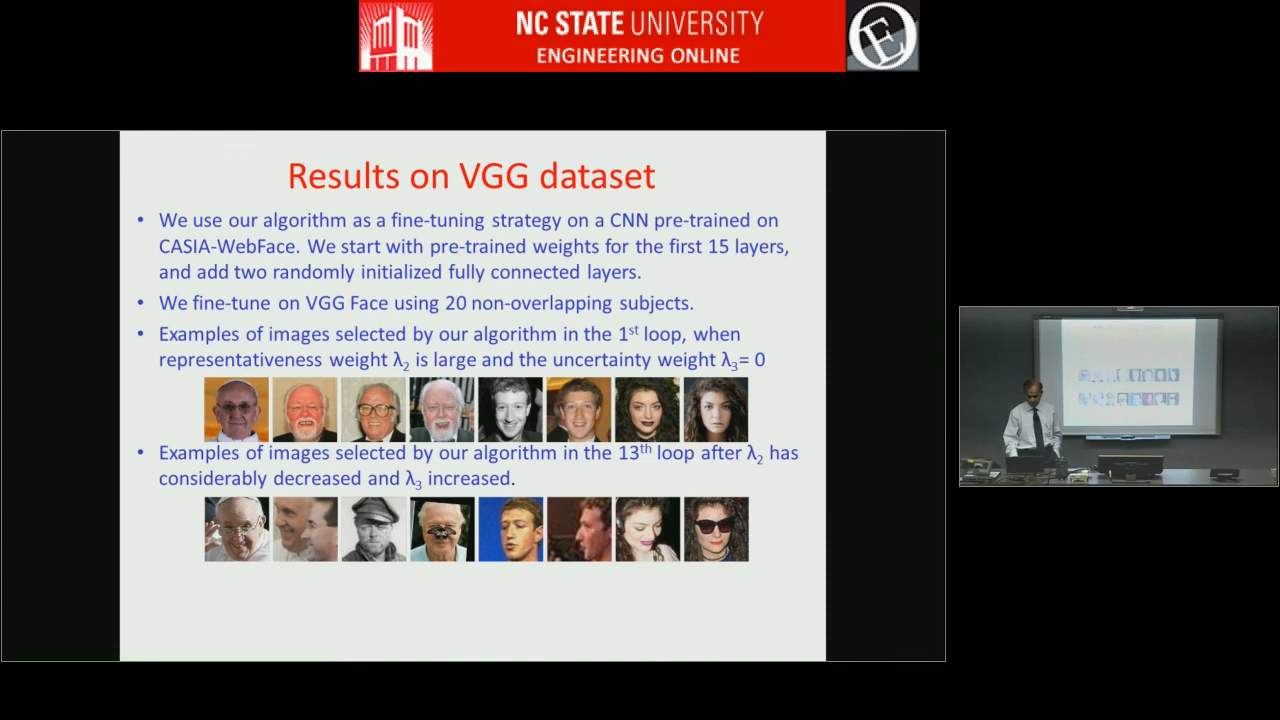 NC STATE UNIVERSITY
ENGINEERING ONLINE
Results on VGG dataset
• We use our algorithm as a fine-tuning strategy on a CNN pre-trained on
CASIA-WebFace. We start with pre-trained weights for the first 15 layers,
and add two randomly initialized fully connected layers.
• We fine-tune on VGG Face using 20 non-overlapping subjects.
• Examples of images selected by our algorithm in the 1st loop, when
representativeness weight λ2 is large and the uncertainty weight λ3= 0
• Examples of images selected by our algorithm in the 13th loop after λ2 has
considerably decreased and λ3 increased.